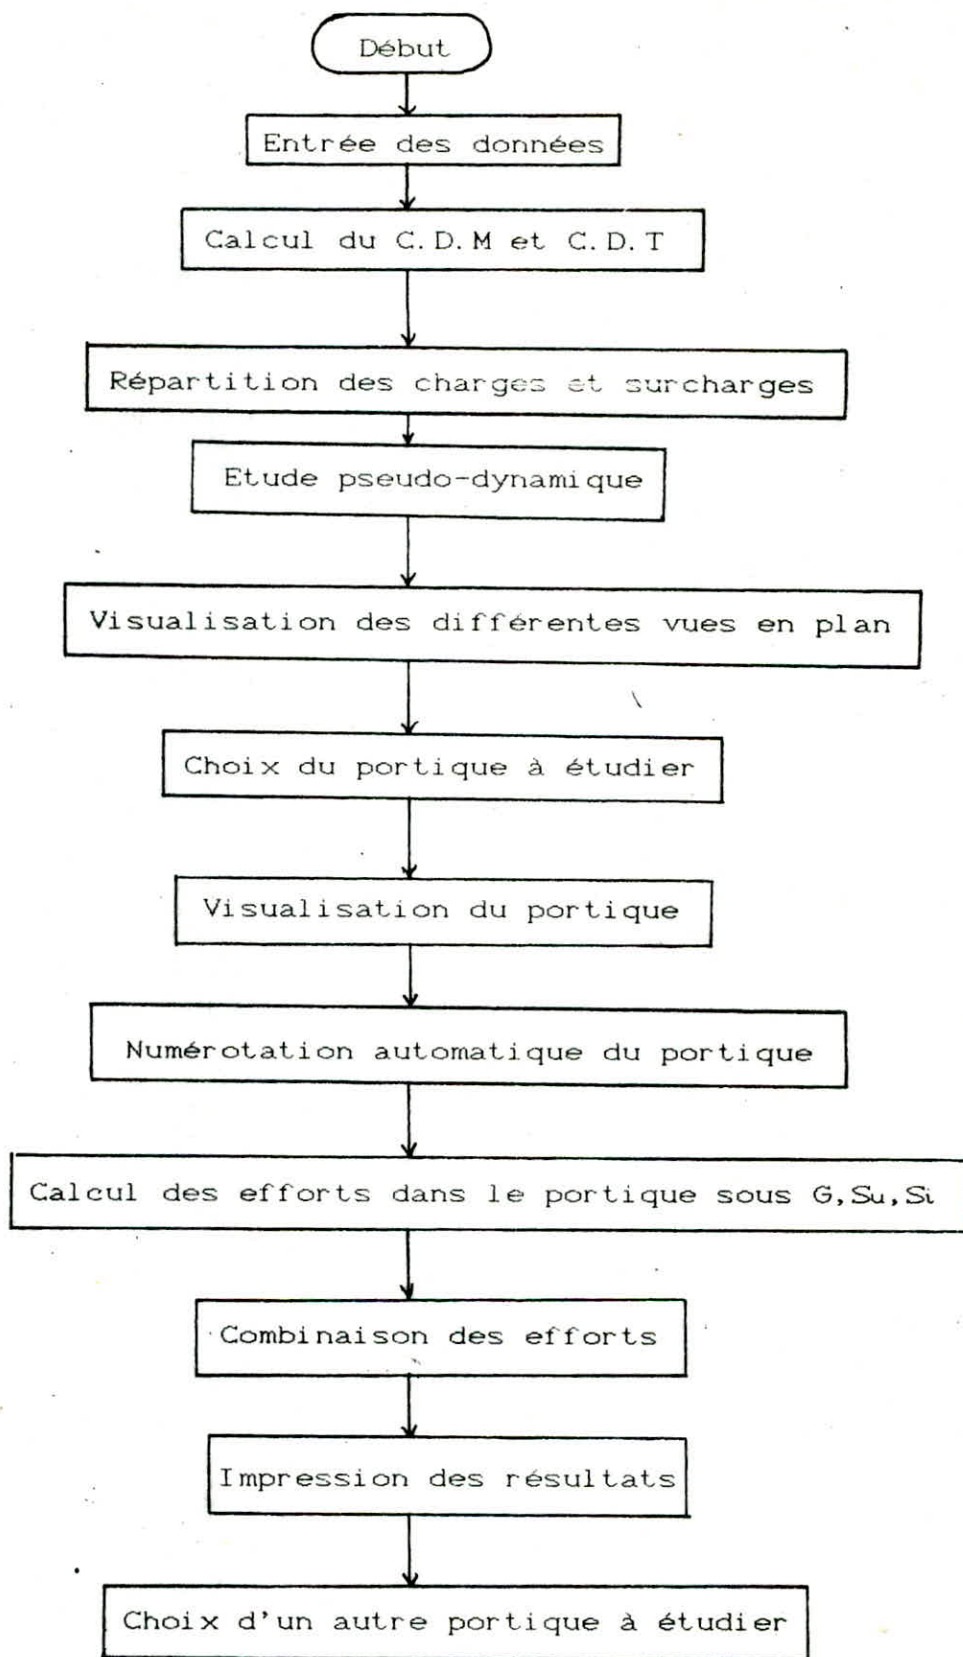 Début
Entrée des données
Calcul du C.D.M et C.D.T
Répartition des charges et surcharges
Etude pseudo-dynamique
Visualisation des différentes vues en plan
Choix du portique à étudier
Visualisation du portique
Numérotation automatique du portique
Calcul des efforts dans le portique sous G,Su,Si
Combinaison des efforts
Impression des résultats
Choix d'un autre portique à étudier